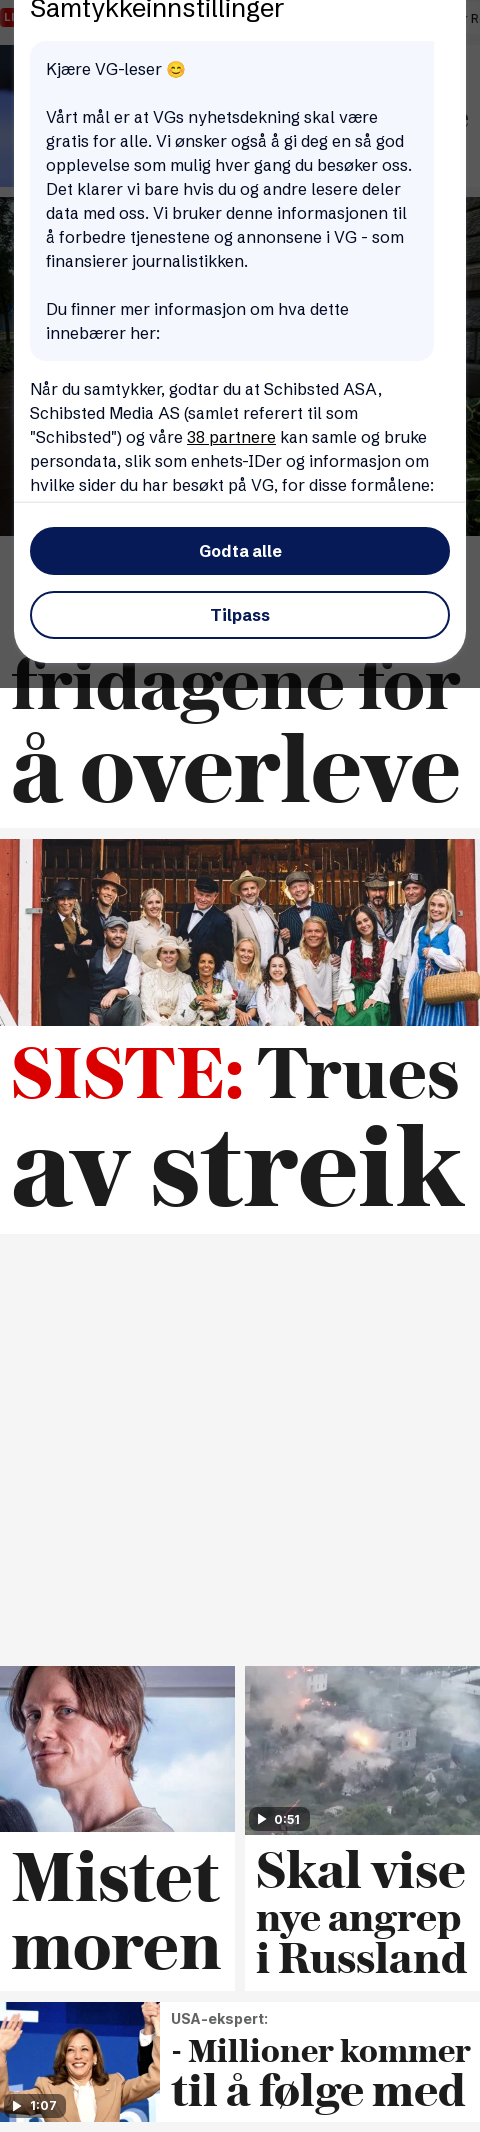 Samtykkeinnstillinger
Kjære VG-leser 😊
Vårt mål er at VGs nyhetsdekning skal være
gratis for alle. Vi ønsker også å gi deg en så god
opplevelse som mulig hver gang du besøker oss.
Det klarer vi bare hvis du og andre lesere deler
data med oss. Vi bruker denne informasjonen til
å forbedre tjenestene og annonsene i VG - som
finansierer journalistikken.
Du finner mer informasjon om hva dette
innebærer her:
Når du samtykker, godtar du at Schibsted ASA,
Schibsted Media AS (samlet referert til som
"Schibsted") og våre 38 partnere kan samle og bruke
persondata, slik som enhets-IDer og informasjon om
hvilke sider du har besøkt på VG, for disse formålene:
Godta alle
Tilpass
fridagene for
å overleve
SISTE: Trues
av streik
0:51
Mistet
moren
Skal vise
nye angrep
i Russland
1:07
USA-ekspert:
- Millioner kommer
til å følge med